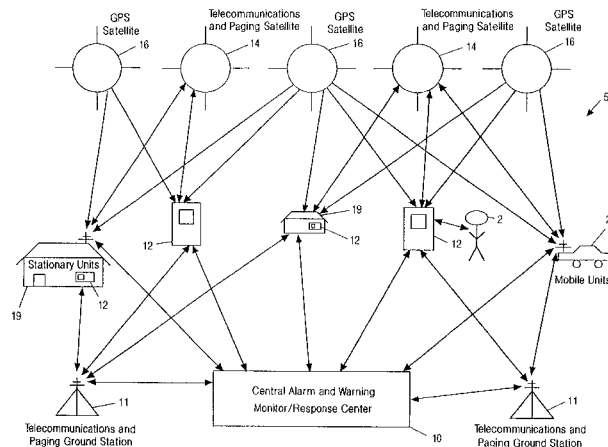 GPS
Satellite
16
Telecommunications
and Paging Satellite
14
GPS
Satellite
16
Telecommunications
and Paging Satellite
14
GPS
Satellite
16
5
12
19
12
2
12
Stationary Units
19
12
Mobile Units
11
Telecommunications and
Paging Ground Station
Central Alarm and Warning
Monitor/Response Center
10
11
Telecommunications and
Paging Ground Station